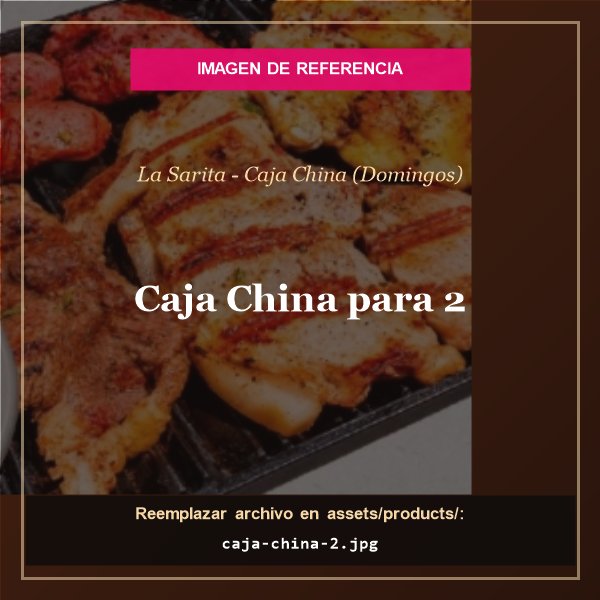 IMAGEN DE REFERENCIA
La Sarita - Caja China (Domingos)
Caja China para 2
Reemplazar archivo en assets/products/:
caja-china-2.jpg